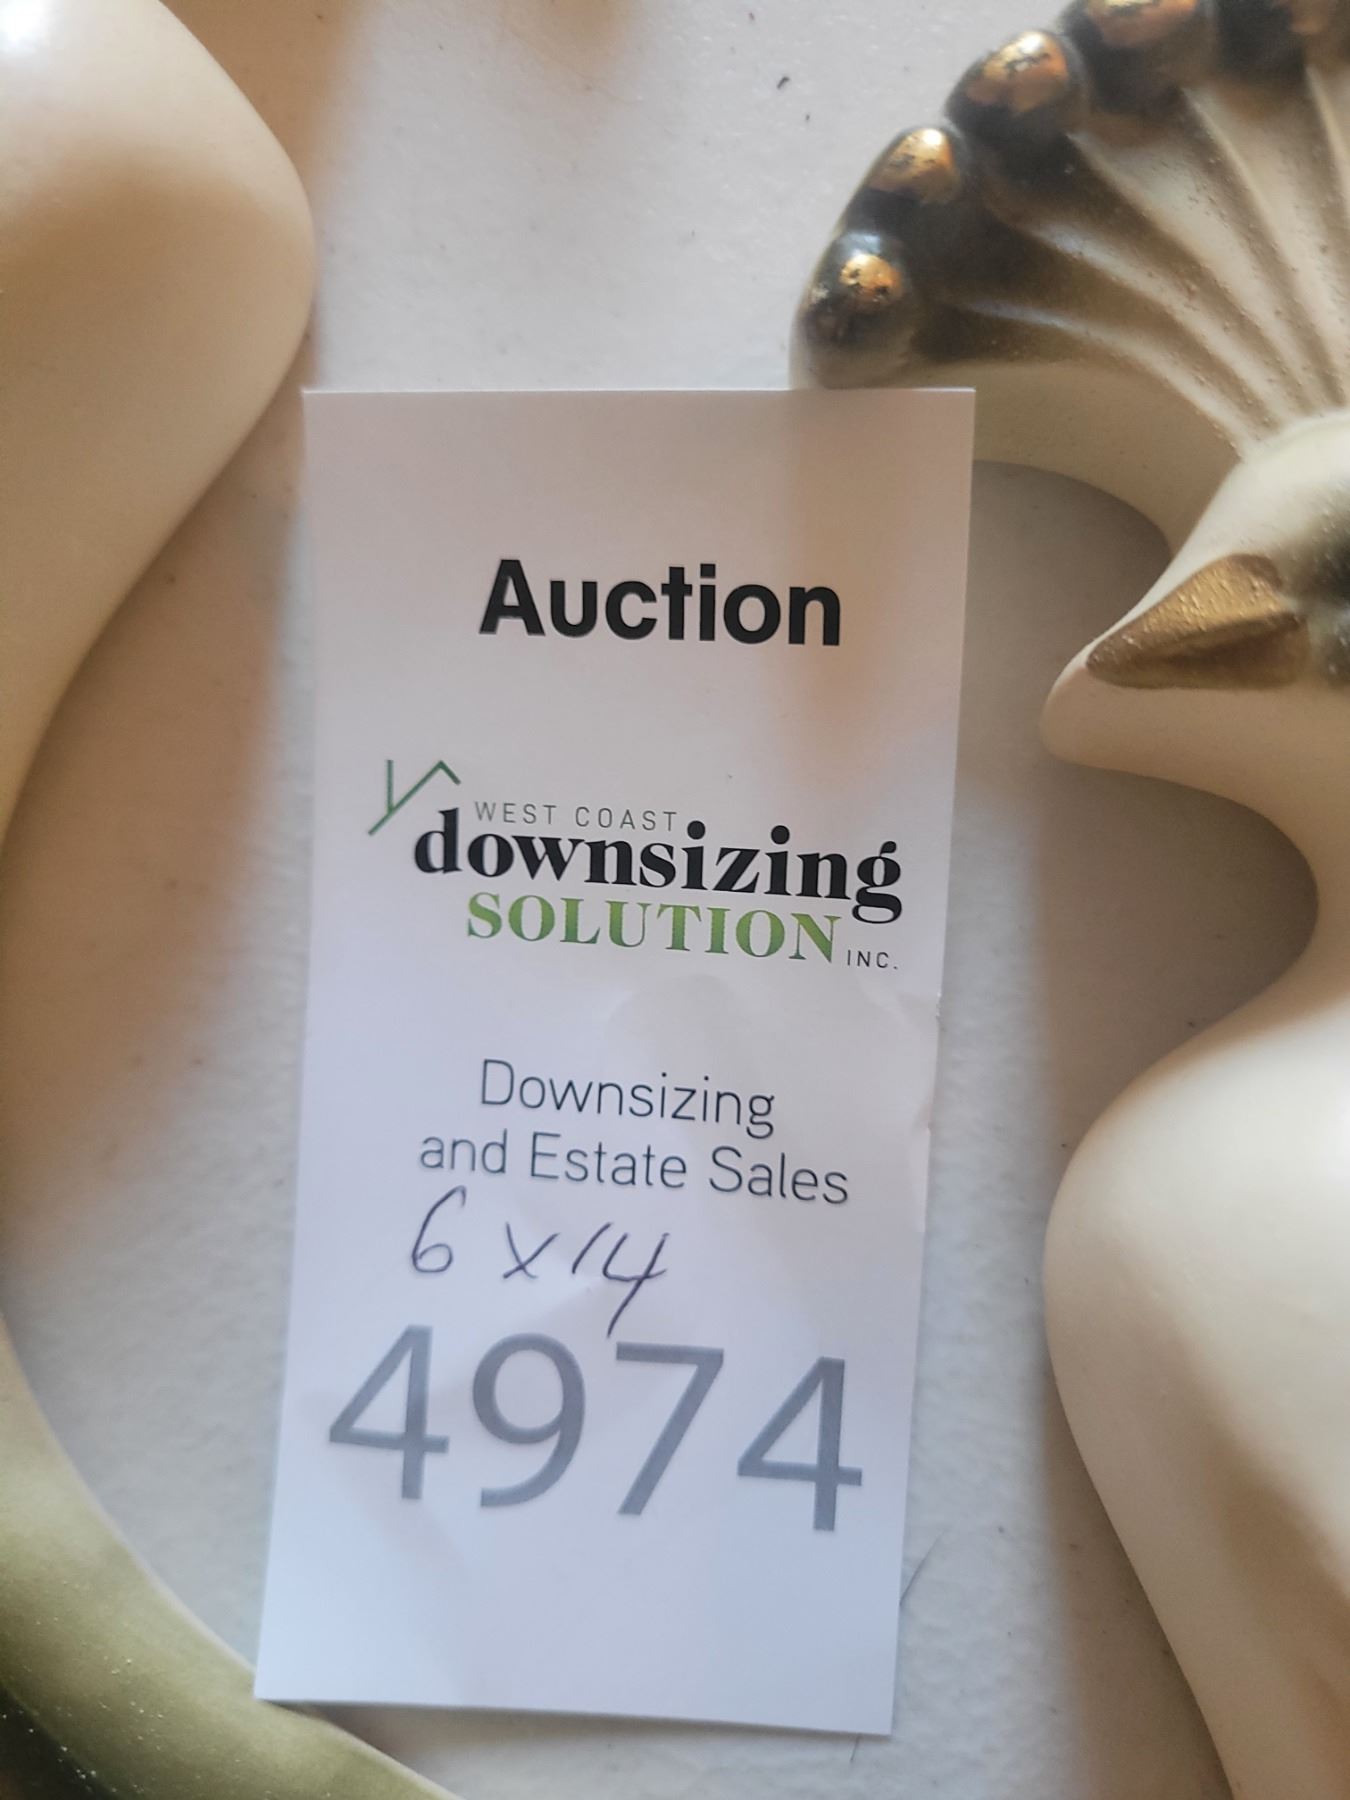 Auction
WEST COAST
downsizing
SOLUTION INC.
Downsizing
and Estate Sales
6 x 14
4974